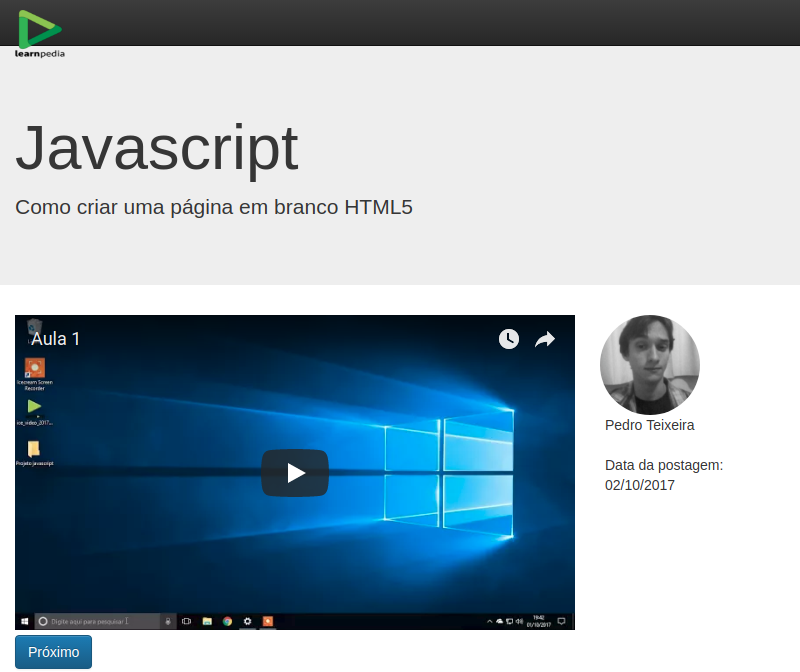 learnpedia
Javascript
Como criar uma página em branco HTML5
Aula 1
Icecream Screen
Recorder
Projeto javascript
Digite aqui para pesquisar
19:42
01/10/2017
Pedro Teixeira
Data da postagem:
02/10/2017
Próximo